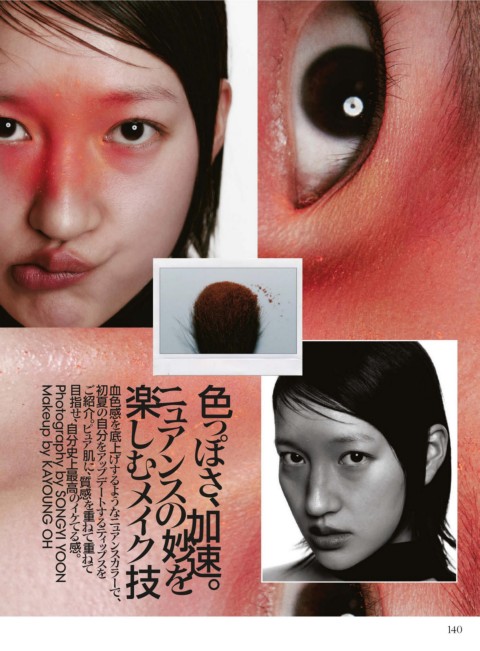 色っぽさ、加速。
ニュアンスの妙を
楽しむメイク技
血色感を底上げするようなニュアンスカラーで、
初夏の自分をアップデートするティップスを
ご紹介。ピュア肌に、質感を重ねて重ねて
目指せ、自分史上最高のイケてる感。
Photography by SONGYI YOON
Makeup by KAYOUNG OH
140